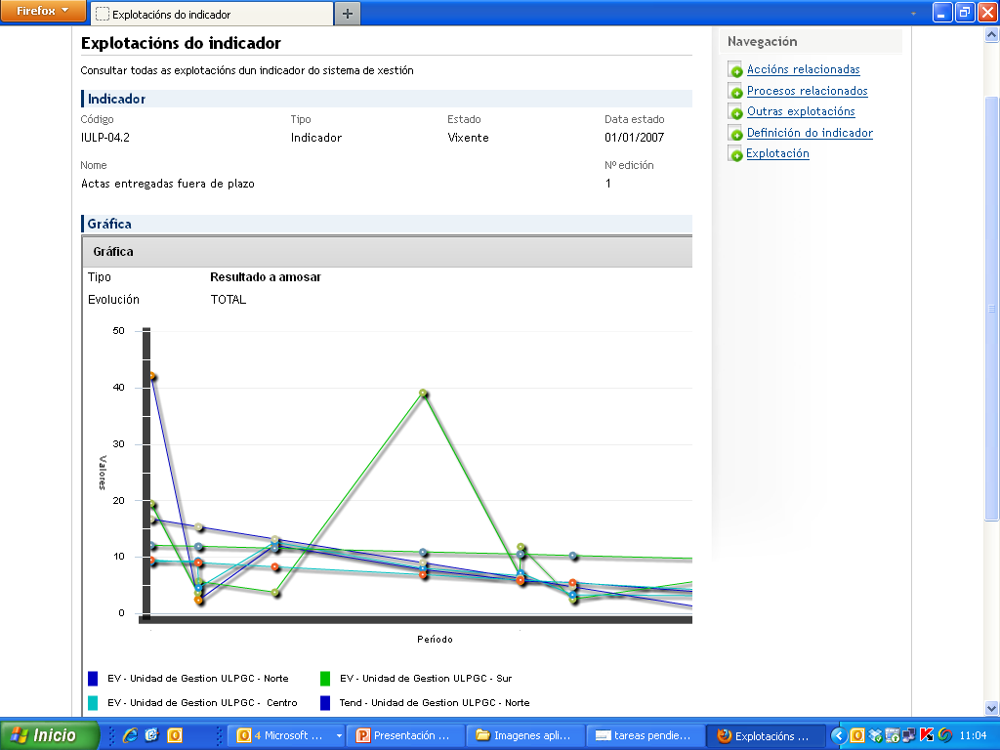 Firefox
Explotacións do indicador
Explotacións do indicador
Consultar todas as explotacións dun indicador do sistema de xestión
Indicador
Código Tipo Estado Data estado
IULP-04.2 Indicador Vixente 01/01/2007
Nome Nº edición
Actas entregadas fuera de plazo 1
Gráfica
Gráfica
Tipo Resultado a amosar
Evolución TOTAL
50
40
30
20
10
0
Valores
Período
EV - Unidad de Gestion ULPGC - Norte EV - Unidad de Gestion ULPGC - Sur
EV - Unidad de Gestion ULPGC - Centro Tend - Unidad de Gestion ULPGC - Norte
Navegación
Accións relacionadas
Procesos relacionados
Outras explotacións
Definición do indicador
Explotación
Inicio 4 Microsoft ... Presentación ... Imagenes apli... tareas pendie... Explotacións ... 11:04